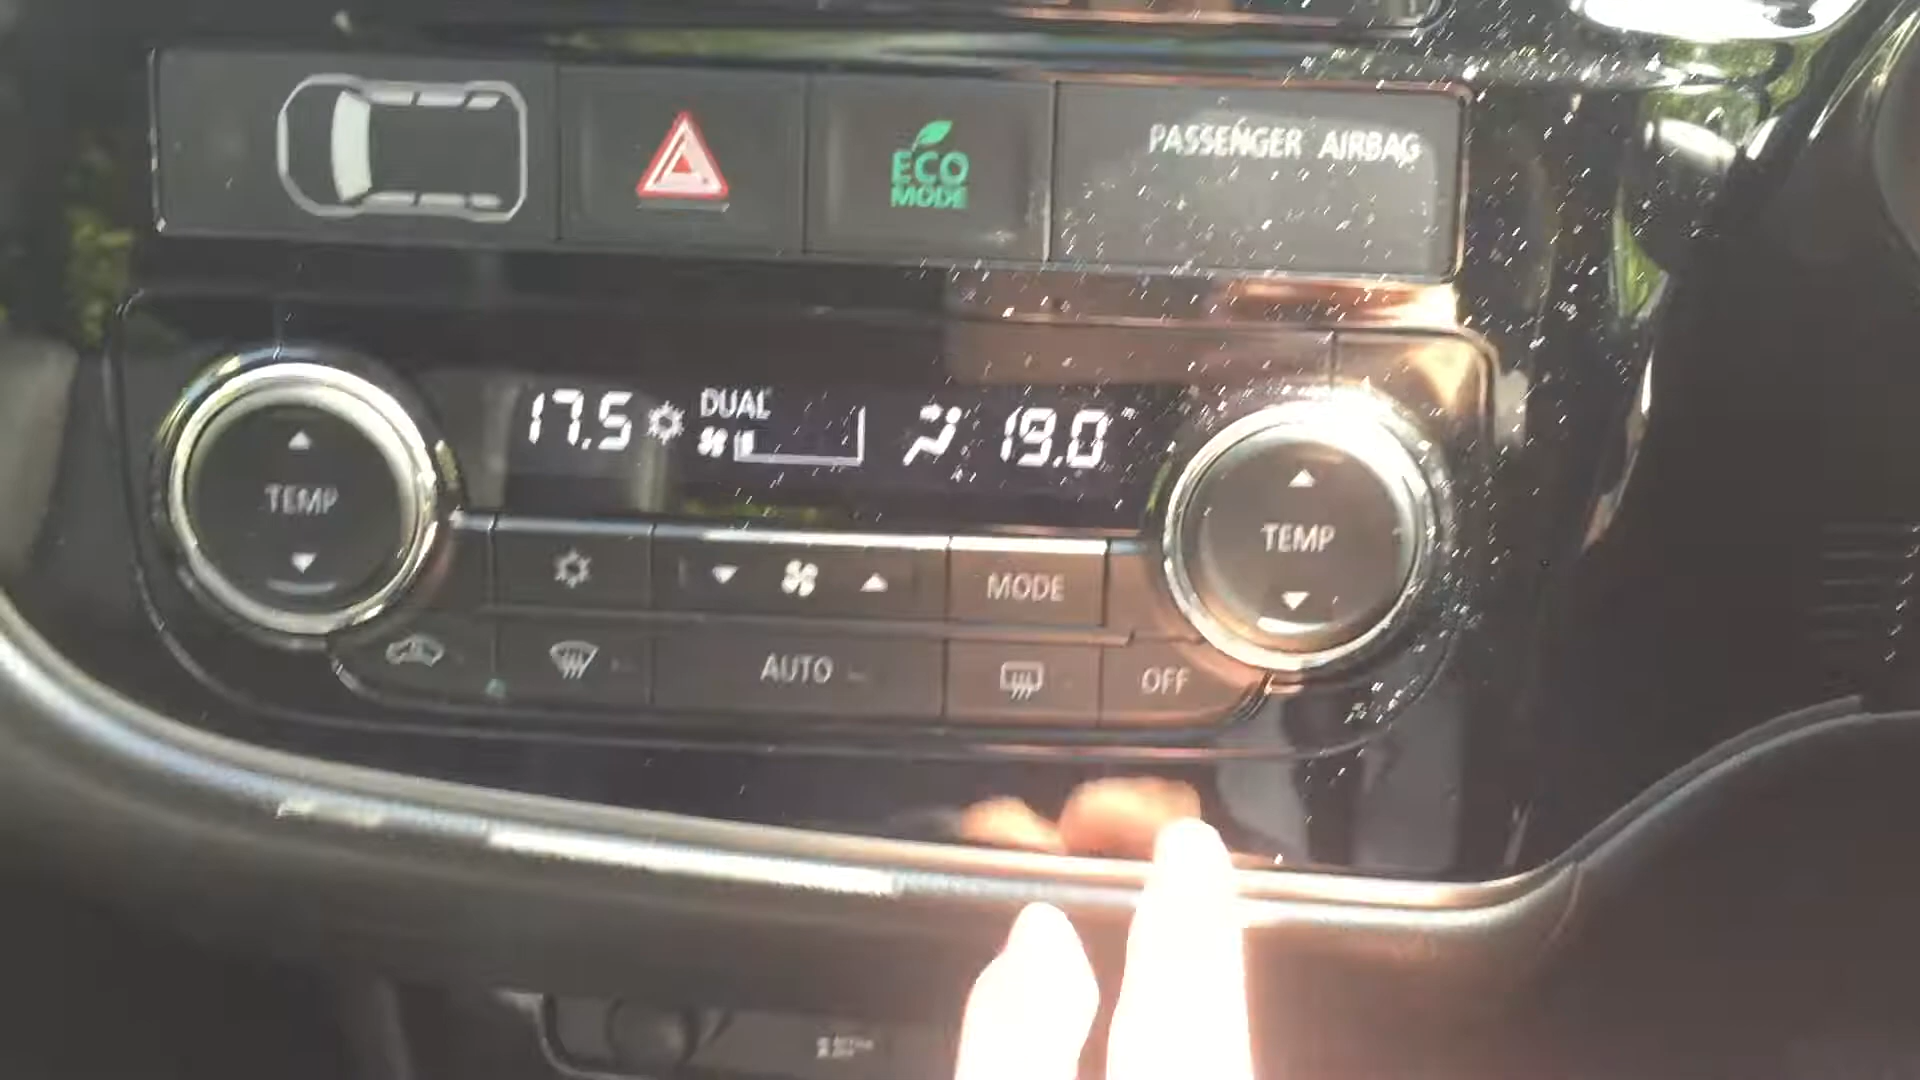 PASSENGER AIRBAG
ECO
MODE
17.5
DUAL
19.0
TEMP
TEMP
MODE
AUTO
OFF